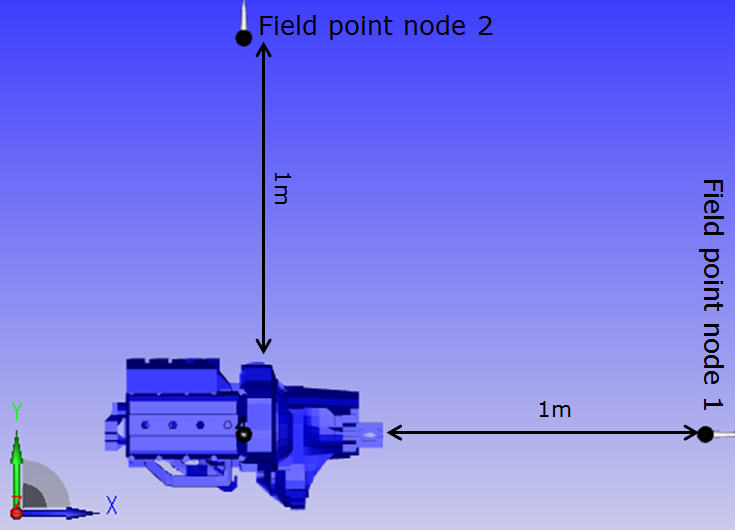 Field point node 2
1m
Field point node 1
1m
Y
Z
X